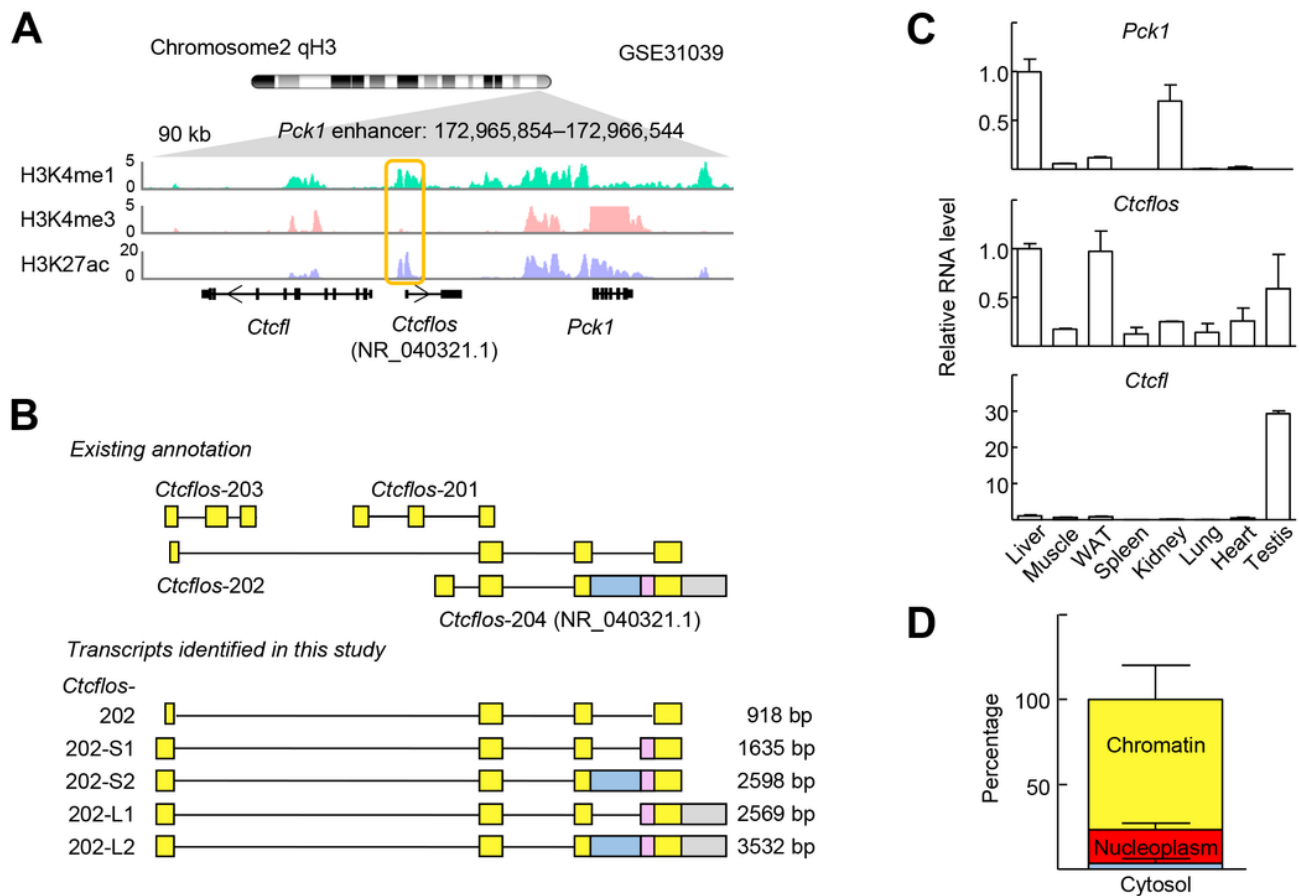 A
Chromosome2 qH3
GSE31039
90 kb
Pck1 enhancer: 172,965,854–172,966,544
H3K4me1
5
0
H3K4me3
5
0
H3K27ac
20
0
Ctcfl
Ctcflos
Pck1
(NR_040321.1)
B
Existing annotation
Ctcflos-203
Ctcflos-201
Ctcflos-202
Ctcflos-204 (NR_040321.1)
Transcripts identified in this study
Ctcflos-
202
918 bp
202-S1
1635 bp
202-S2
2598 bp
202-L1
2569 bp
202-L2
3532 bp
C
Pck1
1.0
0.5
Ctcflos
1.0
0.5
Relative RNA level
Ctcfl
30
20
10
Liver
Muscle
WAT
Spleen
Kidney
Lung
Heart
Testis
D
Percentage
100
50
Chromatin
Nucleoplasm
Cytosol